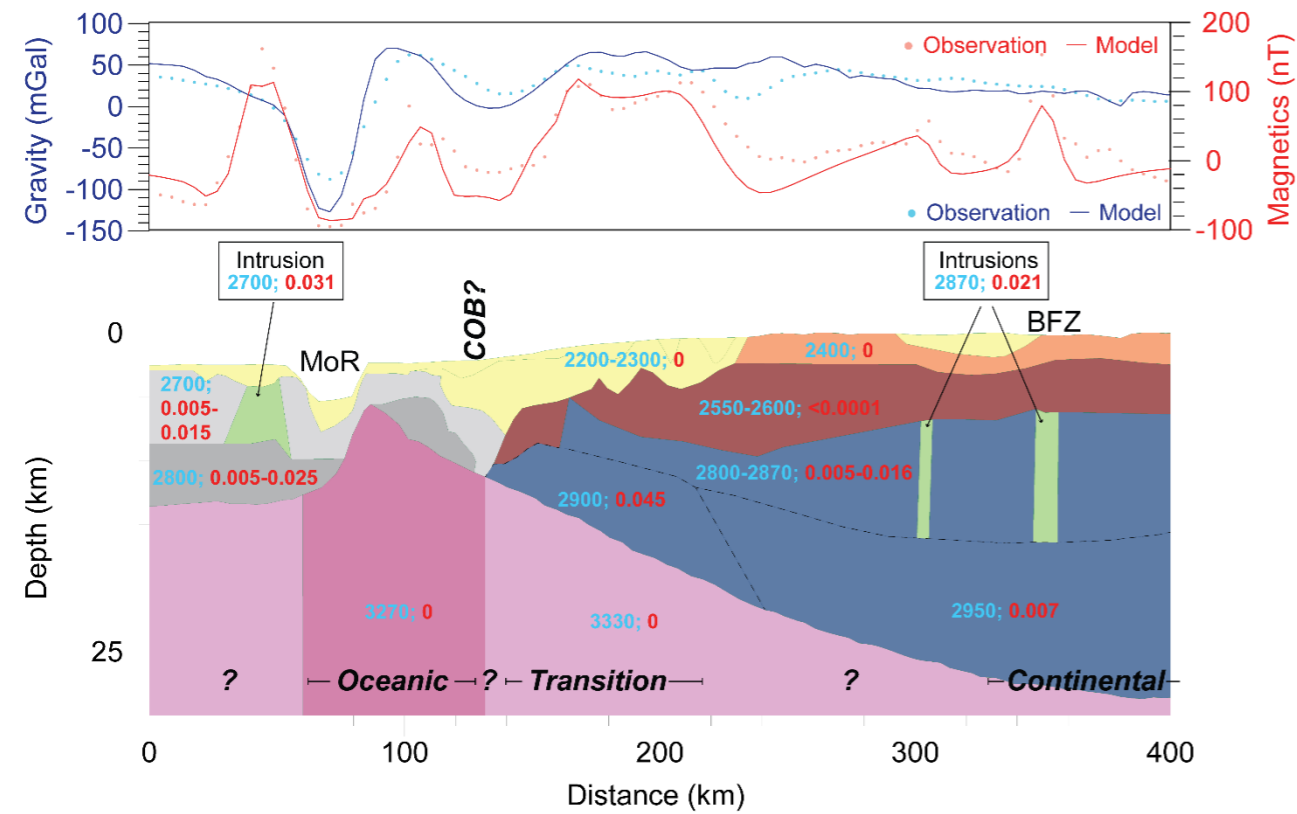 100
50
0
-50
-100
-150
Gravity (mGal)
200
100
0
-100
Magnetics (nT)
Observation — Model
Observation — Model
Intrusion
2700; 0.031
Intrusions
2870; 0.021
COB?
MoR
BFZ
0
25
Depth (km)
2700;
0.005-
0.015
2800; 0.005-0.025
2200-2300; 0
2400; 0
2550-2600; <0.0001
2800-2870; 0.005-0.016
2900; 0.045
2950; 0.007
3270; 0
3330; 0
? Oceanic ? Transition ? Continental
0 100 200 300 400
Distance (km)